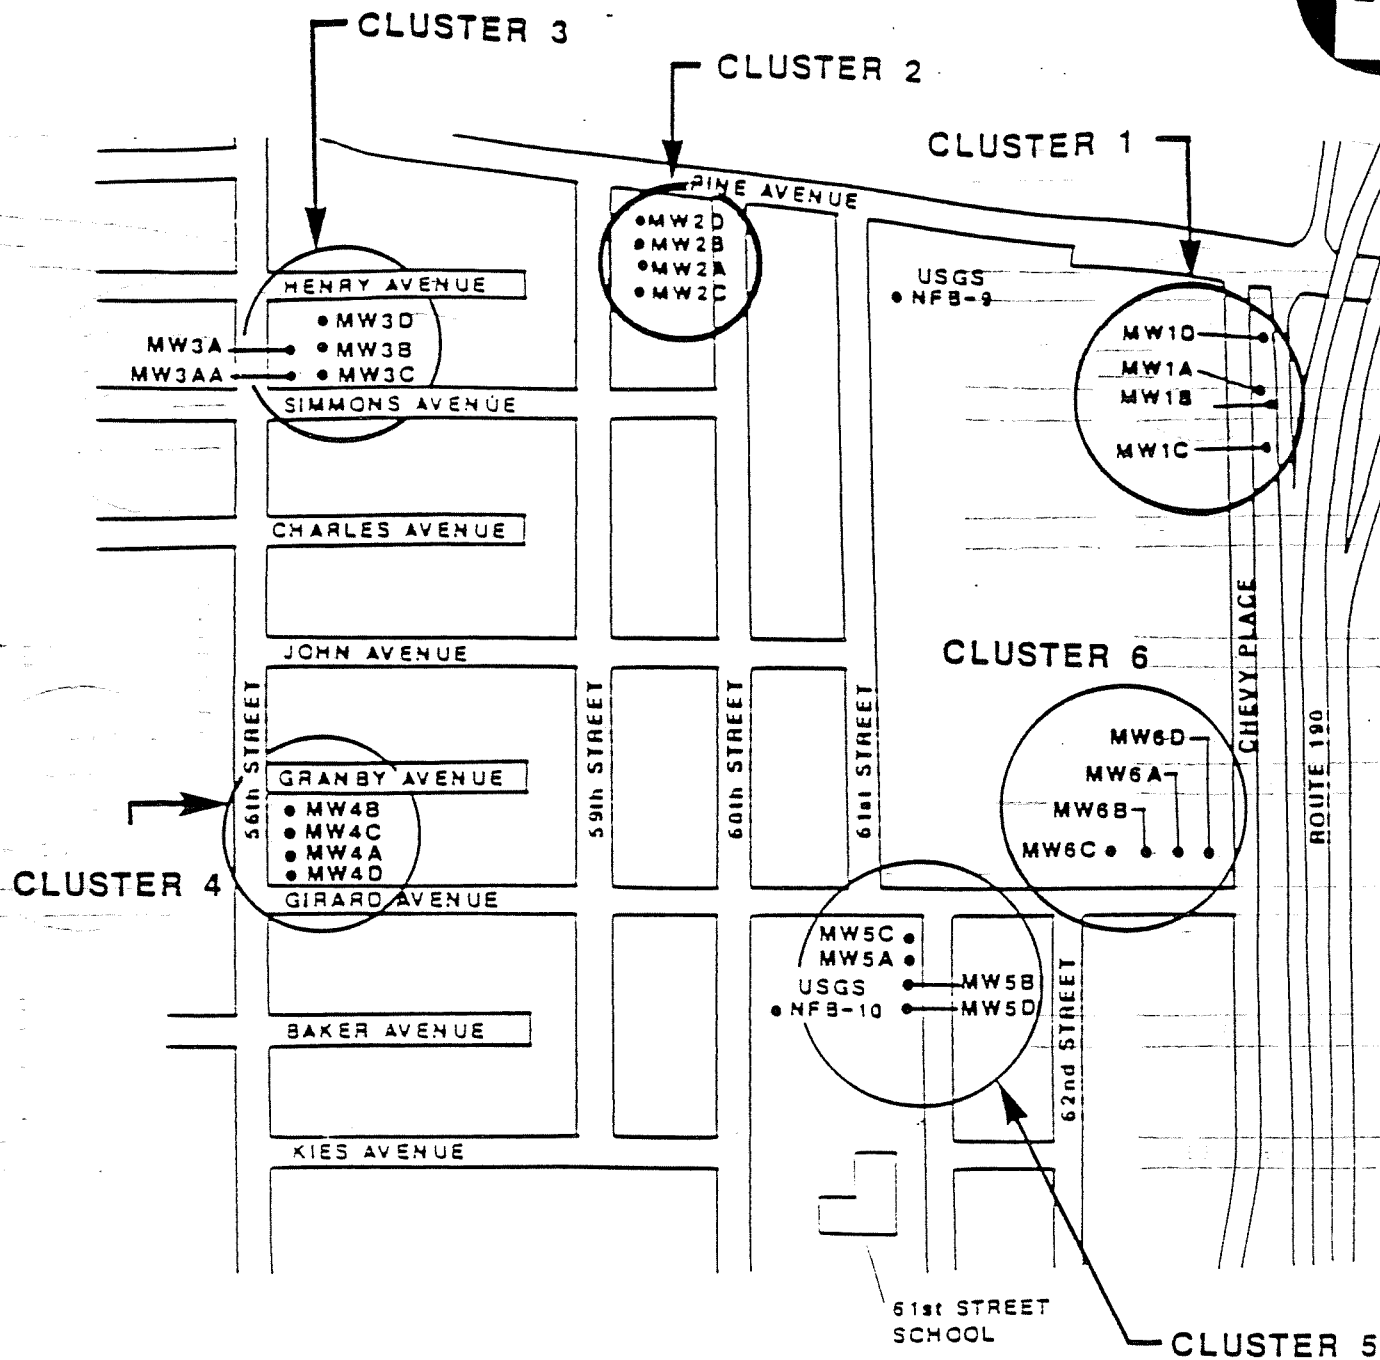 CLUSTER 3
CLUSTER 2
CLUSTER 1
PINE AVENUE
MW2D
MW2B
MW2A
MW2C
USGS
NFB-9
HENRY AVENUE
MW3D
MW3A
MW3B
MW3AA
MW3C
SIMMONS AVENUE
MW1D
MW1A
MW1B
MW1C
CHARLES AVENUE
JOHN AVENUE
CLUSTER 6
CHEVY PLACE
ROUTE 190
56th STREET
59th STREET
60th STREET
61st STREET
GRANBY AVENUE
MW4B
MW4C
MW4A
MW4D
CLUSTER 4
GIRARD AVENUE
MW6D
MW6A
MW6B
MW6C
MW5C
MW5A
USGS
NFB-10
MW5B
MW5D
62nd STREET
BAKER AVENUE
KIES AVENUE
61st STREET
SCHOOL
CLUSTER 5